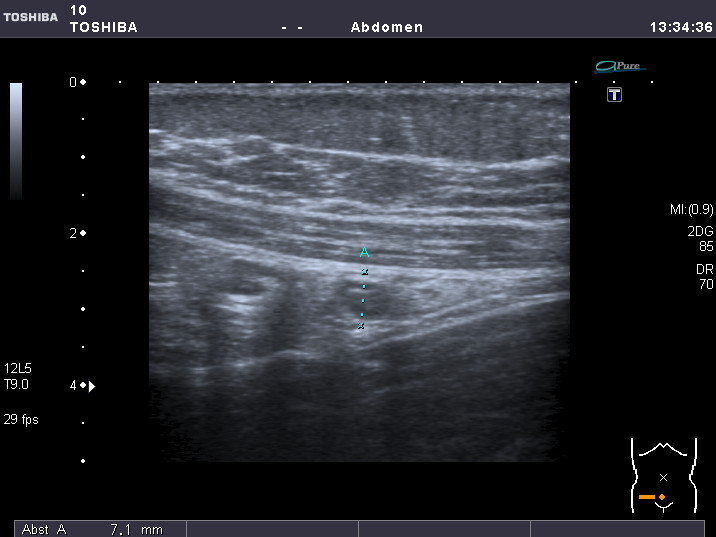 TOSHIBA
10
TOSHIBA
- -
Abdomen
13:34:36
aPure
T
0
MI:(0.9)
2DG
85
DR
70
2
A
12L5
T9.0
4
29 fps
Abst A 7.1 mm